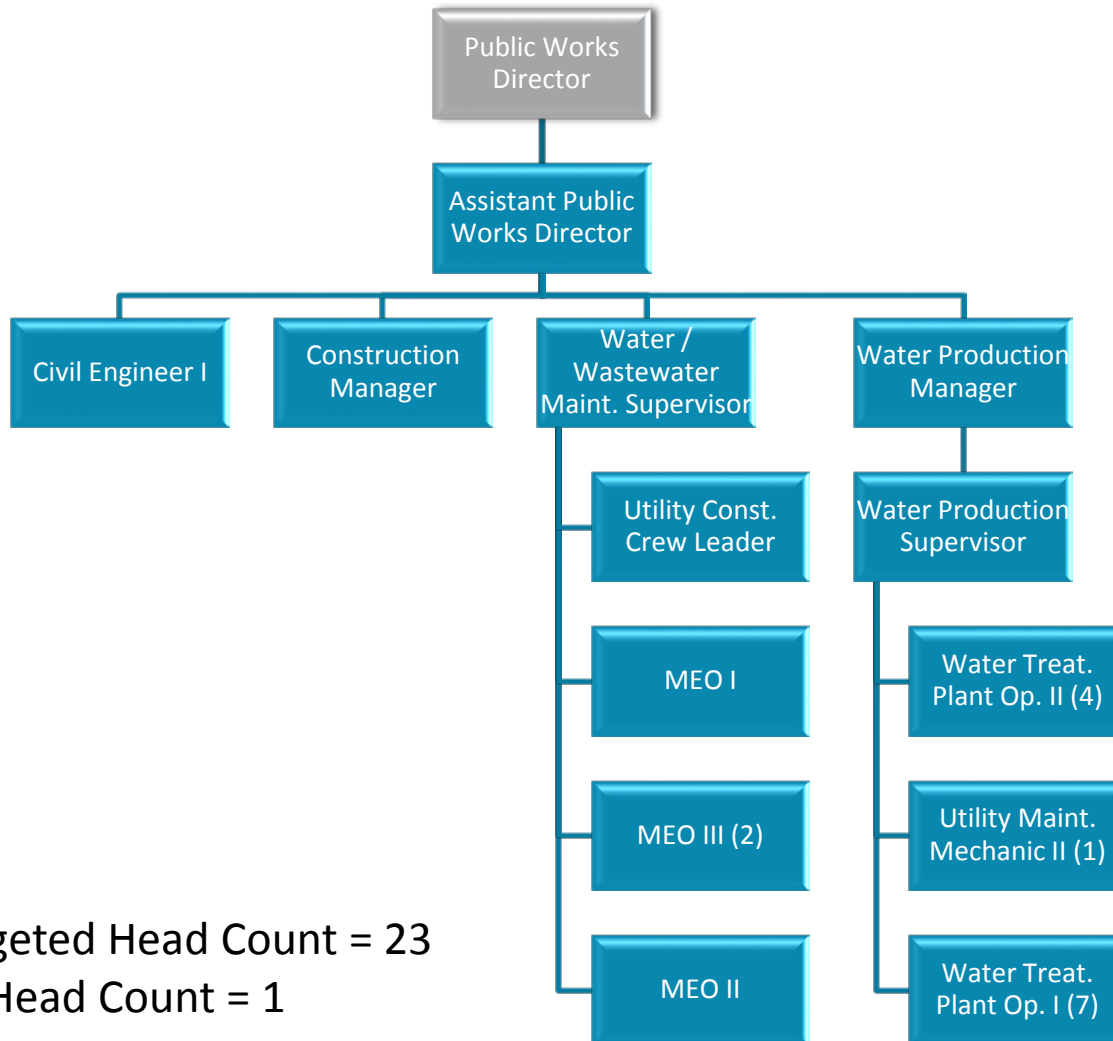 Public Works
Director
Assistant Public
Works Director
Civil Engineer I
Construction
Manager
Water /
Wastewater
Maint. Supervisor
Water Production
Manager
Utility Const.
Crew Leader
Water Production
Supervisor
MEO I
Water Treat.
Plant Op. II (4)
MEO III (2)
Utility Maint.
Mechanic II (1)
MEO II
Water Treat.
Plant Op. I (7)
Head Count = 23
Head Count = 1